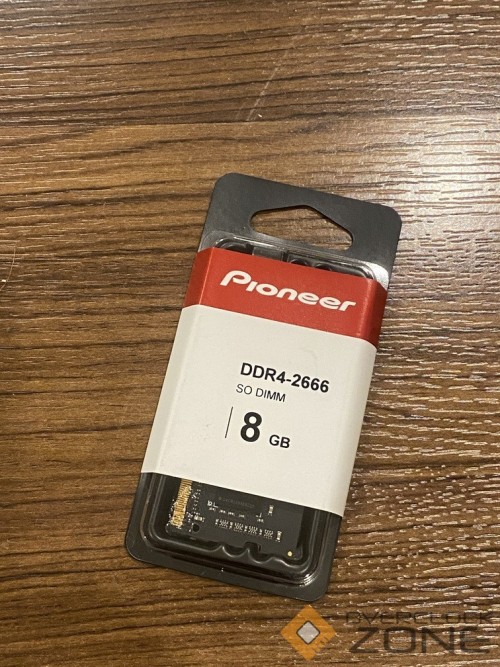 Pioneer
DDR4-2666
SO DIMM
8 GB
OVERCLOCK
ZONE